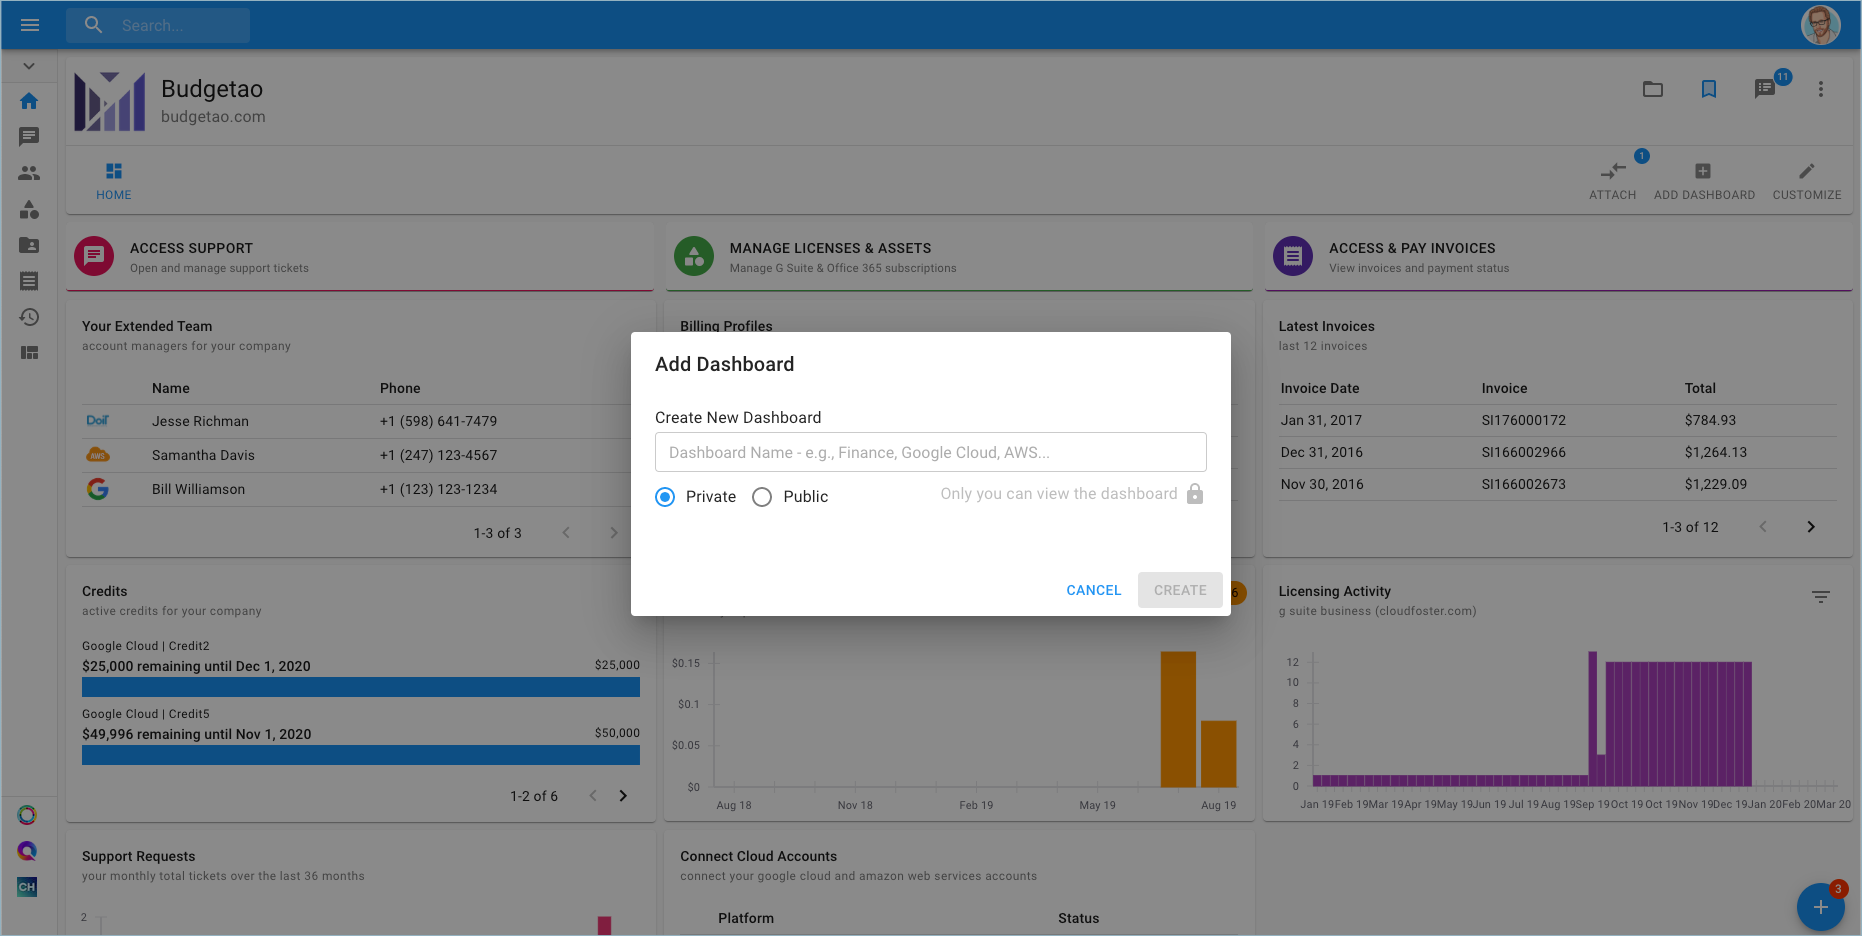 Search...
Budgetao
budgetao.com
11
HOME
1
ATTACH
ADD DASHBOARD
CUSTOMIZE
ACCESS SUPPORT
Open and manage support tickets
MANAGE LICENSES & ASSETS
Manage G Suite & Office 365 subscriptions
ACCESS & PAY INVOICES
View invoices and payment status
Your Extended Team
account managers for your company
Name Phone
DoiT Jesse Richman +1 (598) 641-7479
AWS Samantha Davis +1 (247) 123-4567
Bill Williamson +1 (123) 123-1234
1-3 of 3
Billing Profiles
Latest Invoices
last 12 invoices
Invoice Date Invoice Total
Jan 31, 2017 SI176000172 $784.93
Dec 31, 2016 SI166002966 $1,264.13
Nov 30, 2016 SI166002673 $1,229.09
1-3 of 12
Add Dashboard
Create New Dashboard
Dashboard Name - e.g., Finance, Google Cloud, AWS...
Private Public Only you can view the dashboard
CANCEL CREATE
Credits
active credits for your company
Google Cloud | Credit2
$25,000 remaining until Dec 1, 2020 $25,000
Google Cloud | Credit5
$49,996 remaining until Nov 1, 2020 $50,000
1-2 of 6
6
$0.15
$0.1
$0.05
$0
Aug 18 Nov 18 Feb 19 May 19 Aug 19
Licensing Activity
g suite business (cloudfoster.com)
12
10
8
6
4
2
0
Jan 19 Feb 19 Mar 19 Apr 19 May 19 Jun 19 Jul 19 Aug 19 Sep 19 Oct 19 Oct 19 Nov 19 Dec 19 Jan 20 Feb 20 Mar 20
Support Requests
your monthly total tickets over the last 36 months
2
Connect Cloud Accounts
connect your google cloud and amazon web services accounts
Platform Status
CH
3